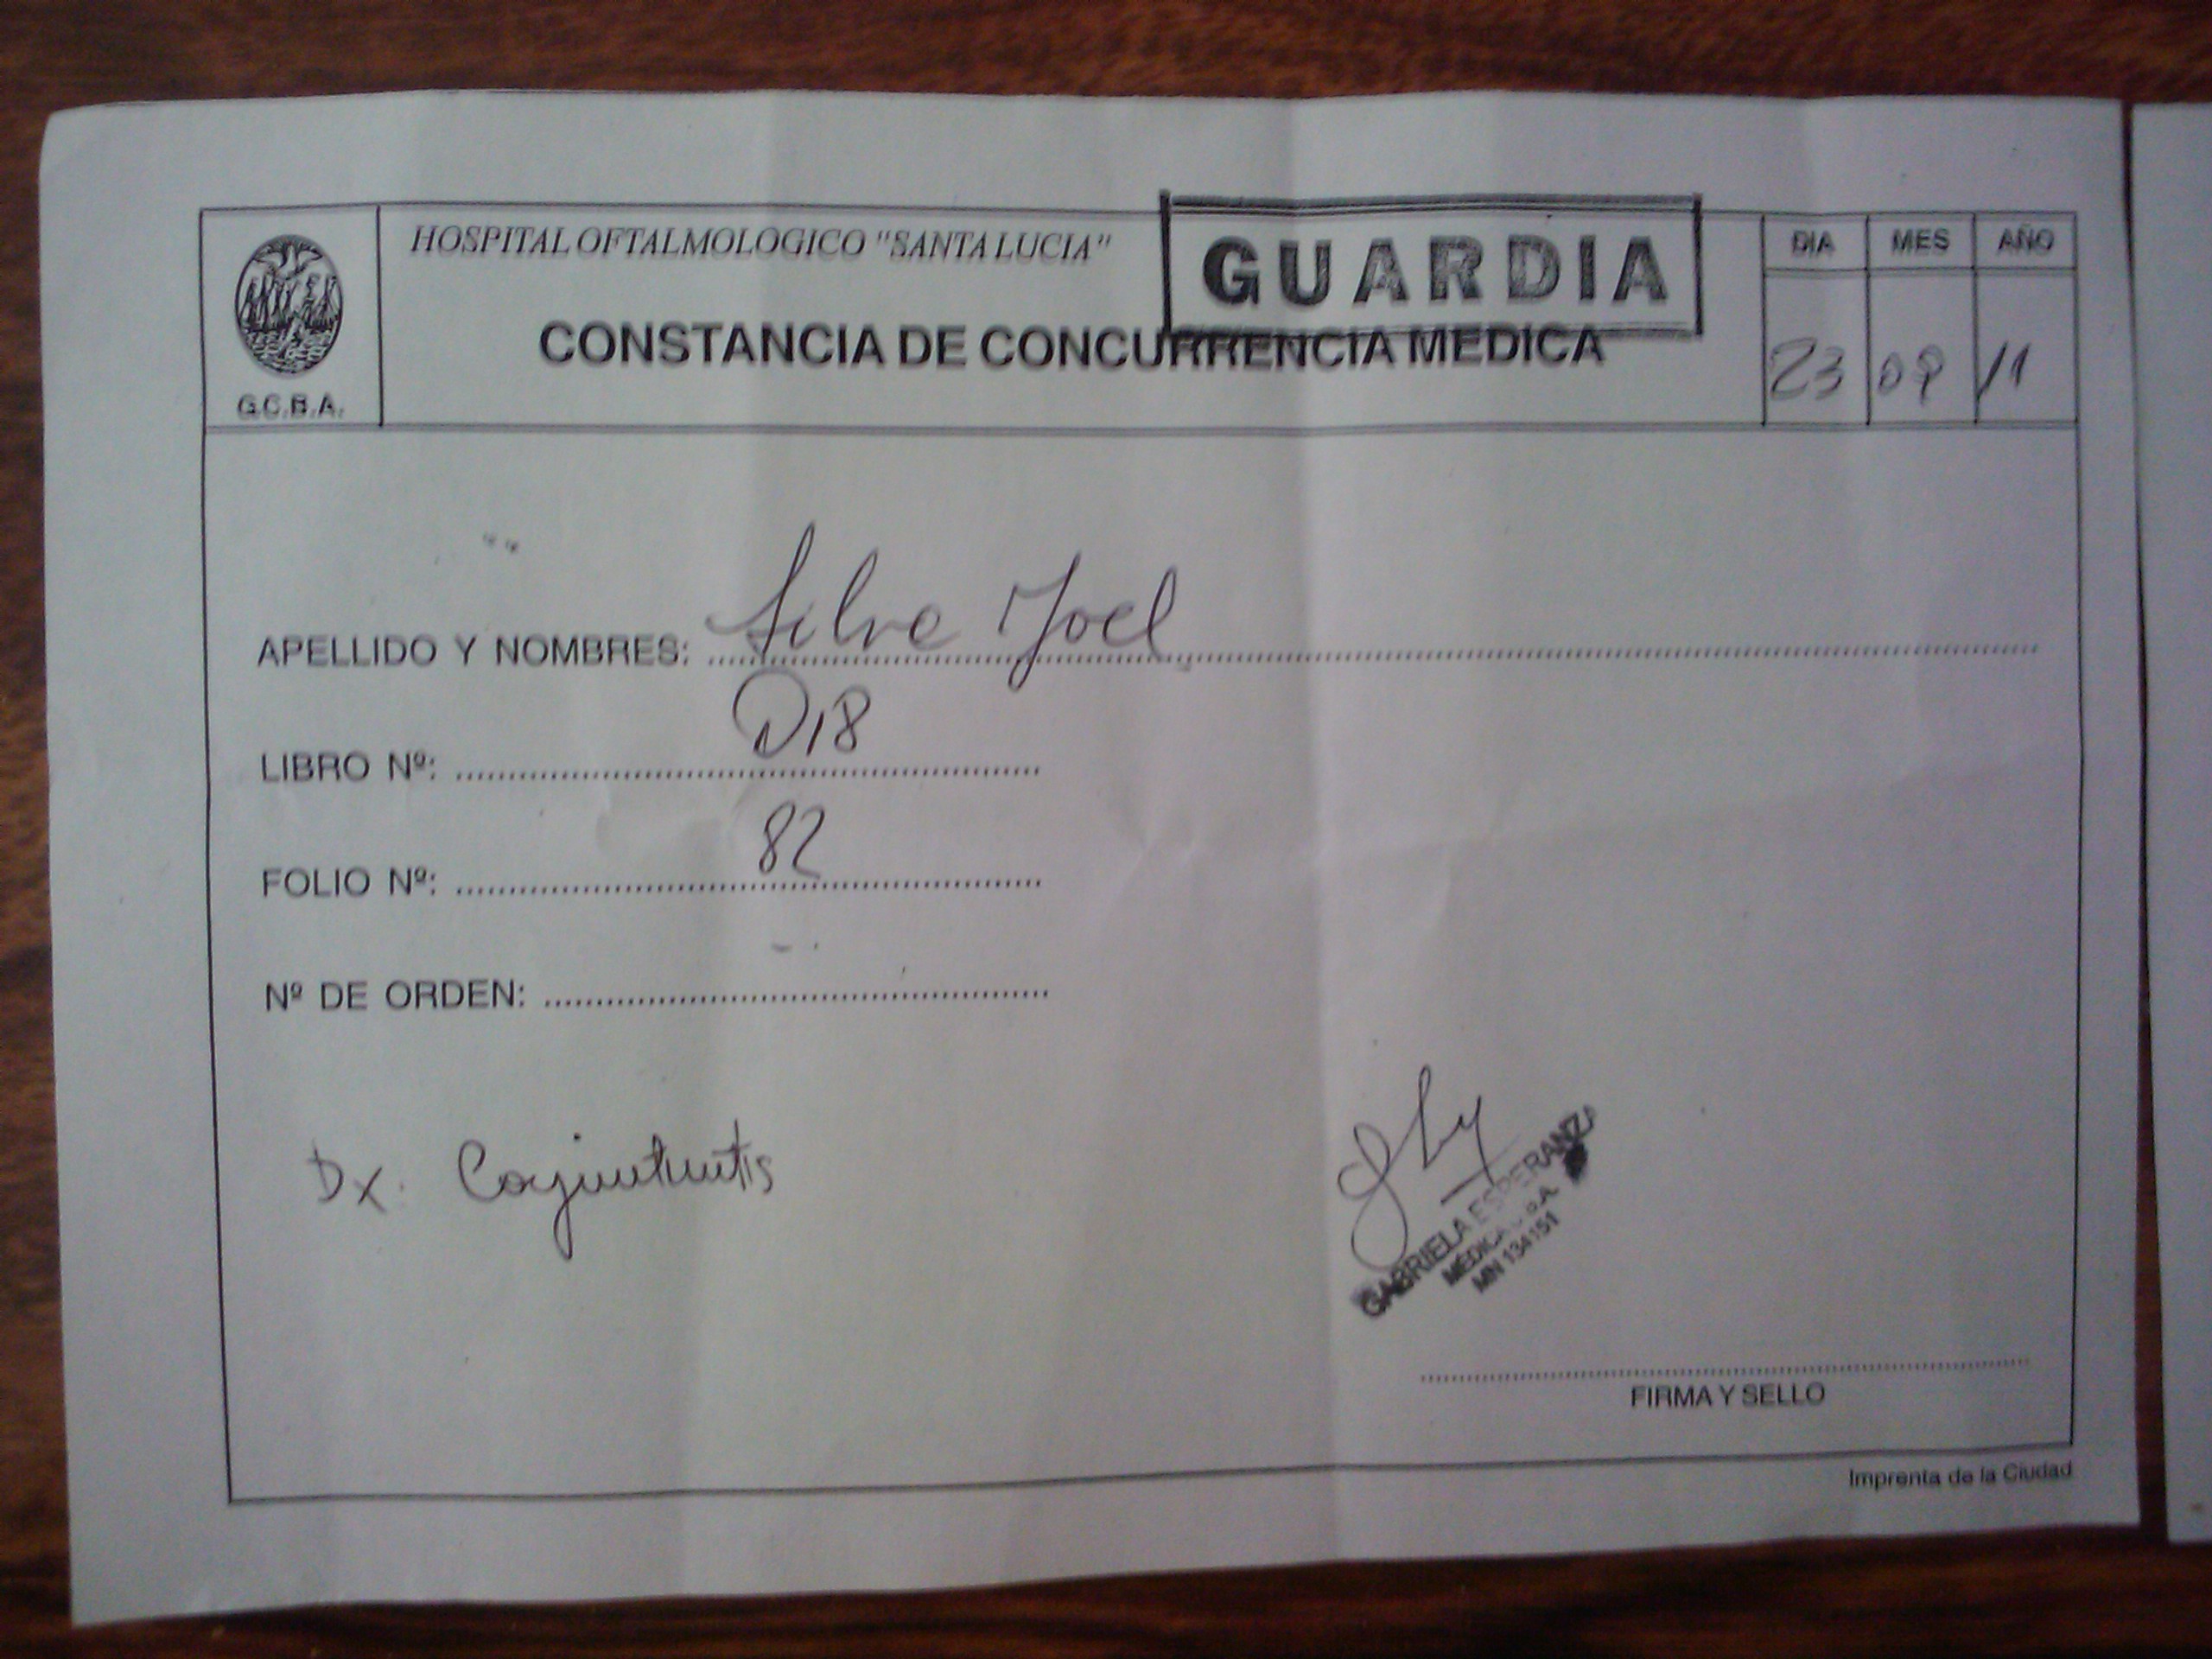 HOSPITAL OFTALMOLOGICO "SANTA LUCIA"
GUARDIA
DIA MES AÑO
CONSTANCIA DE CONCURRENCIA MEDICA
23 09 11
G.C.B.A.
APELLIDO Y NOMBRES: Silva Joel
LIBRO Nº: D18
FOLIO Nº: 82
Nº DE ORDEN:
Dx. Conjuntivitis
GABRIELA ESPERANZA
MEDICA
MN 134151
FIRMA Y SELLO
Imprenta de la Ciudad